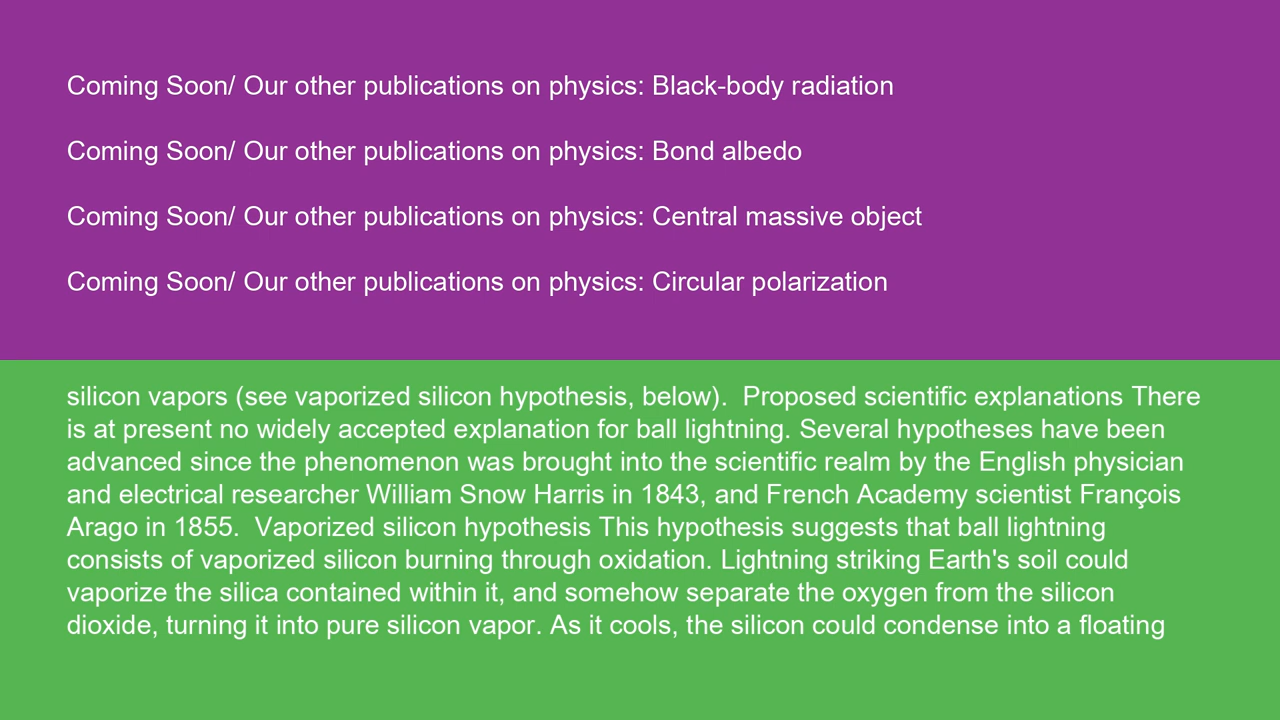 Coming Soon/ Our other publications on physics: Black-body radiation
Coming Soon/ Our other publications on physics: Bond albedo
Coming Soon/ Our other publications on physics: Central massive object
Coming Soon/ Our other publications on physics: Circular polarization
silicon vapors (see vaporized silicon hypothesis, below).  Proposed scientific explanations There
is at present no widely accepted explanation for ball lightning. Several hypotheses have been
advanced since the phenomenon was brought into the scientific realm by the English physician
and electrical researcher William Snow Harris in 1843, and French Academy scientist François
Arago in 1855.  Vaporized silicon hypothesis This hypothesis suggests that ball lightning
consists of vaporized silicon burning through oxidation. Lightning striking Earth's soil could
vaporize the silica contained within it, and somehow separate the oxygen from the silicon
dioxide, turning it into pure silicon vapor. As it cools, the silicon could condense into a floating